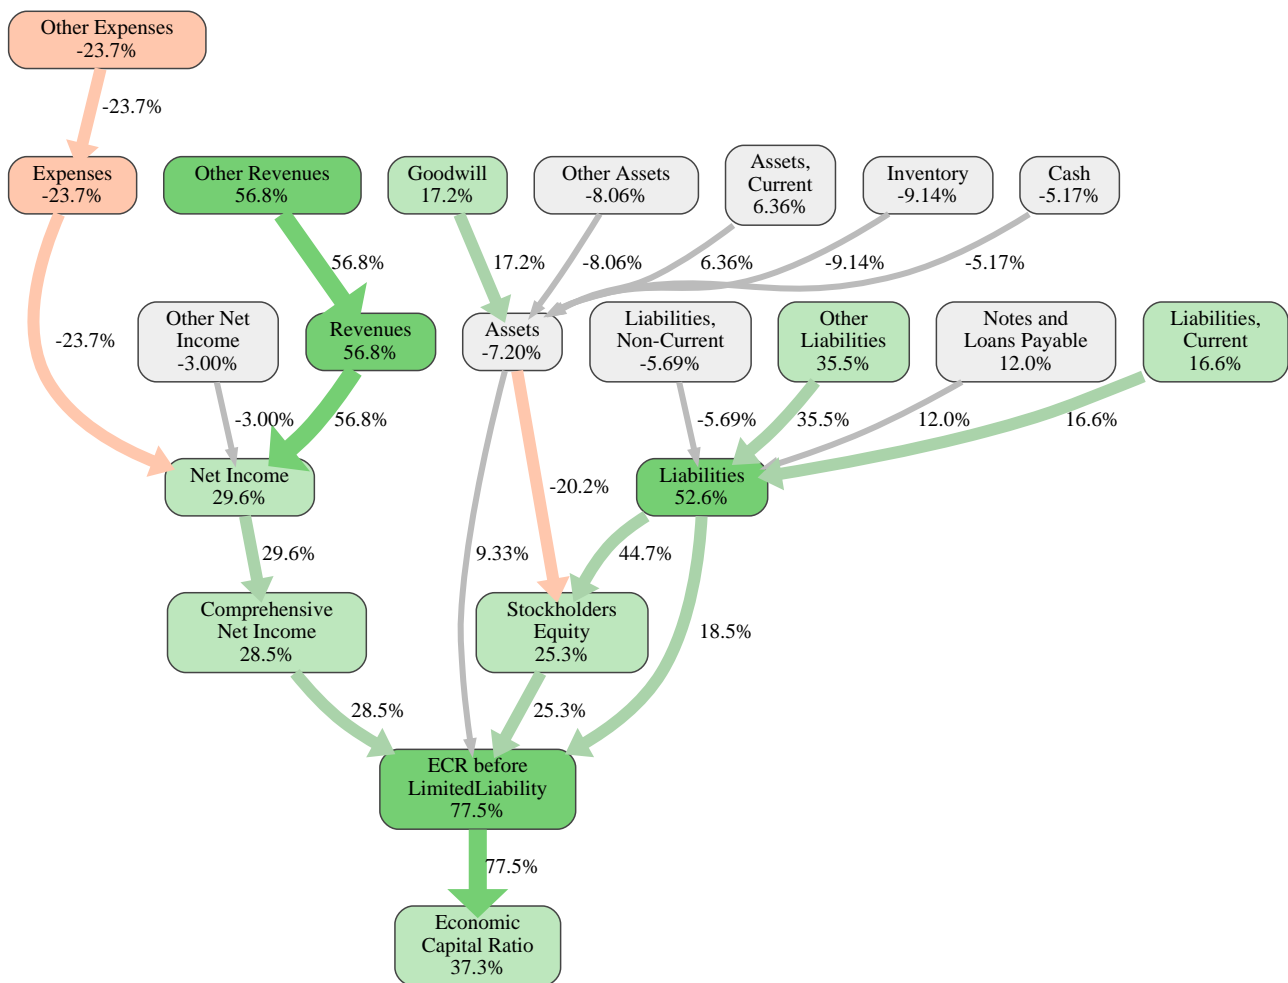 Other Expenses
-23.7%
-23.7%
Expenses
-23.7%
Other Revenues
56.8%
Goodwill
17.2%
Other Assets
-8.06%
Assets,
Current
6.36%
Inventory
-9.14%
Cash
-5.17%
56.8%
17.2%
-8.06%
6.36%
-9.14%
-5.17%
-23.7%
Other Net
Income
-3.00%
Revenues
56.8%
Assets
-7.20%
Liabilities,
Non-Current
-5.69%
Other
Liabilities
35.5%
Notes and
Loans Payable
12.0%
Liabilities,
Current
16.6%
-3.00%
56.8%
-5.69%
35.5%
12.0%
16.6%
Net Income
29.6%
-20.2%
Liabilities
52.6%
29.6%
9.33%
44.7%
18.5%
Comprehensive
Net Income
28.5%
Stockholders
Equity
25.3%
28.5%
25.3%
ECR before
LimitedLiability
77.5%
77.5%
Economic
Capital Ratio
37.3%